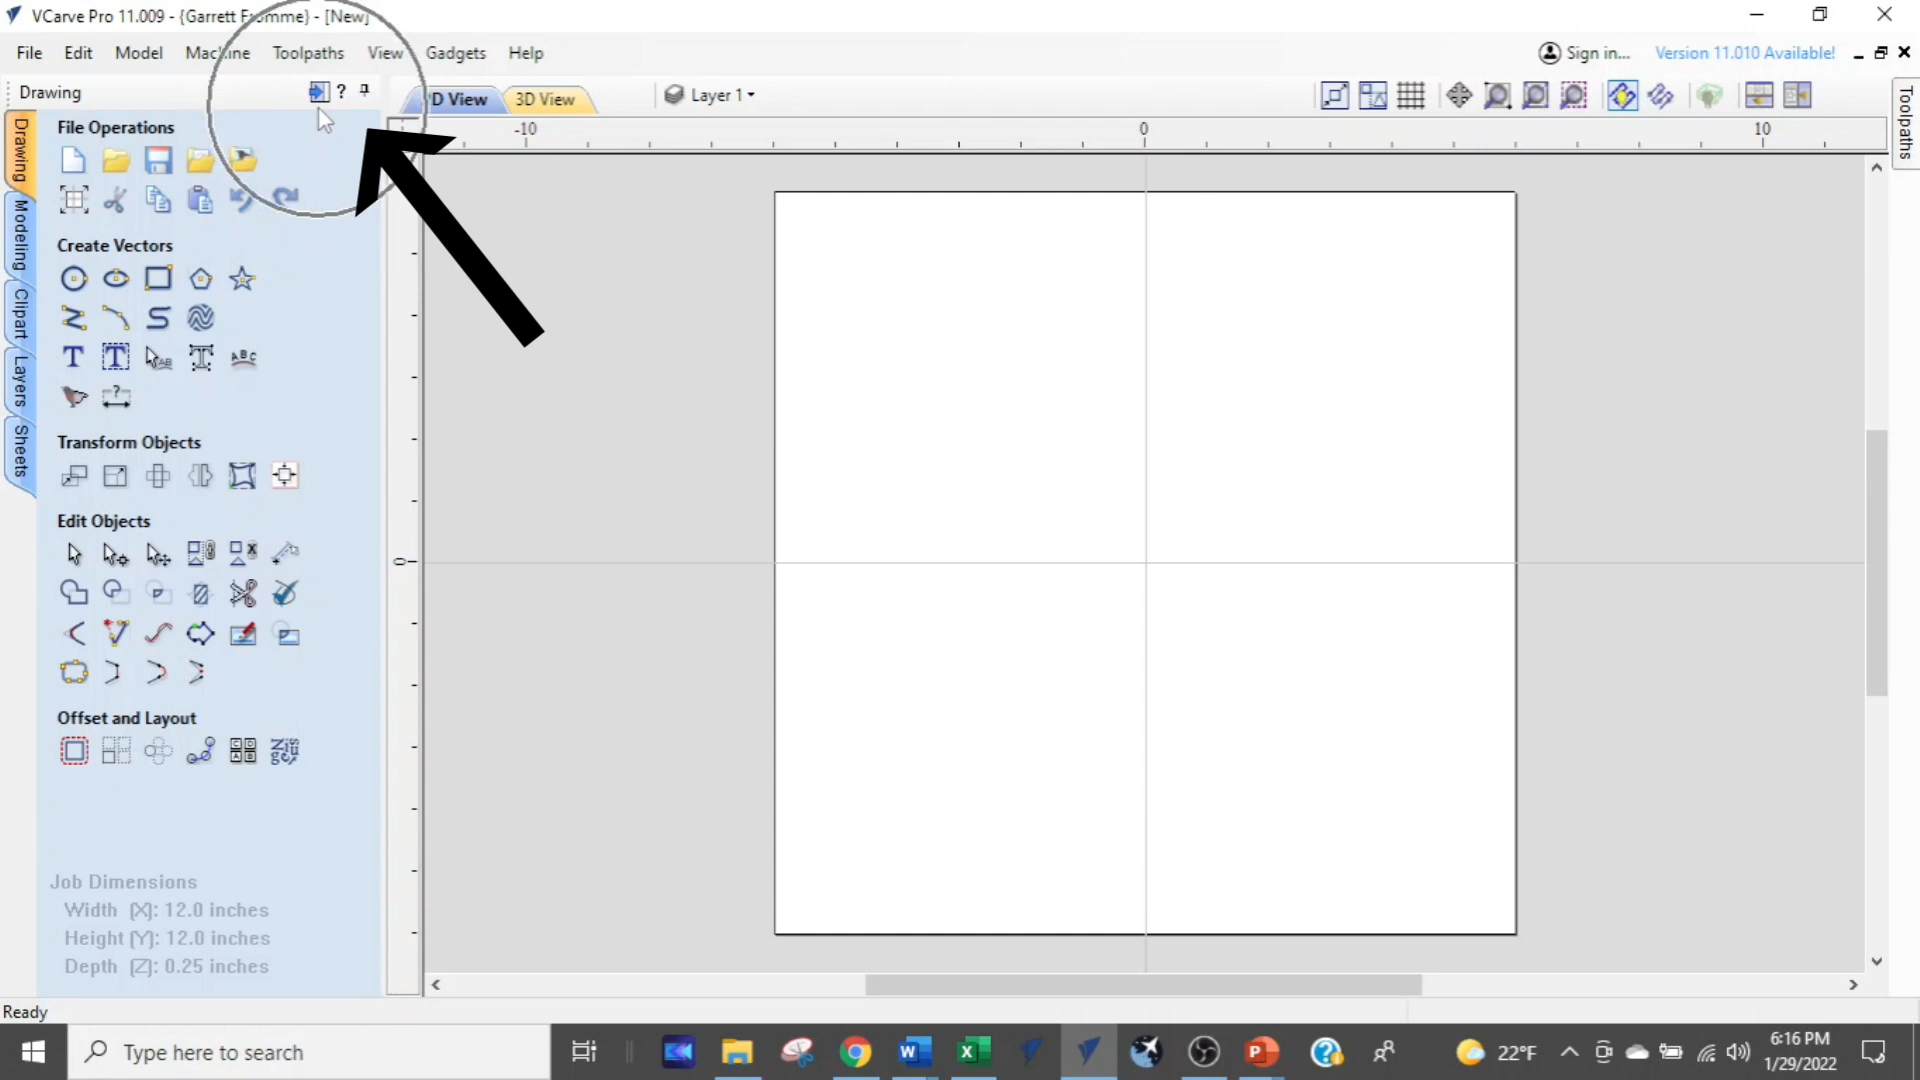 VCarve Pro 11.009 - {Garrett Fromme} - [New]
File Edit Model Machine Toolpaths View Gadgets Help
Sign in... Version 11.010 Available!
Drawing ?
D View 3D View Layer 1
Toolpaths
-10 0 10
0
Drawing
Modeling
Clipart
Layers
Sheets
File Operations
Create Vectors
Transform Objects
Edit Objects
Offset and Layout
Job Dimensions
Width (X): 12.0 inches
Height (Y): 12.0 inches
Depth (Z): 0.25 inches
Ready
Type here to search
22°F
6:16 PM
1/29/2022